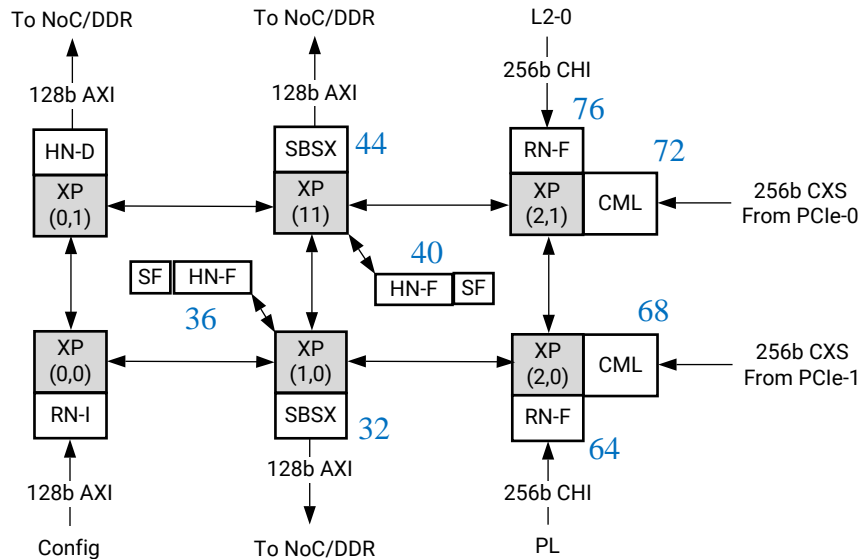 To NoC/DDR
To NoC/DDR
L2-0
128b AXI
128b AXI
256b CHI
76
HN-D
SBSX
44
RN-F
72
XP
(0,1)
XP
(11)
XP
(2,1)
CML
256b CXS
From PCIe-0
40
SF
HN-F
HN-F
SF
36
68
XP
(0,0)
XP
(1,0)
XP
(2,0)
CML
256b CXS
From PCIe-1
RN-I
SBSX
32
RN-F
64
128b AXI
128b AXI
256b CHI
Config
To NoC/DDR
PL